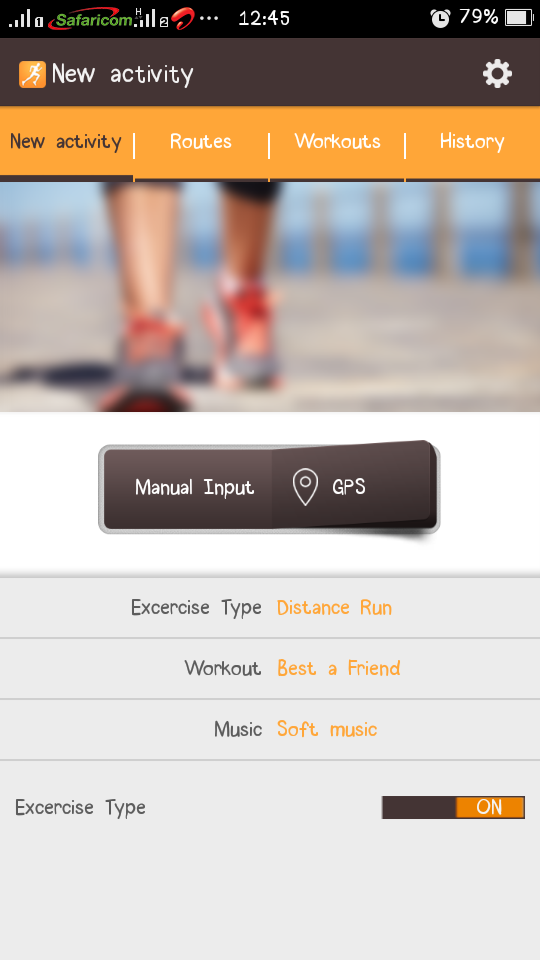 1 Safaricom H 2 ... 12:45 79%
New activity
New activity Routes Workouts History
Manual Input GPS
Excercise Type Distance Run
Workout Best a Friend
Music Soft music
Excercise Type ON